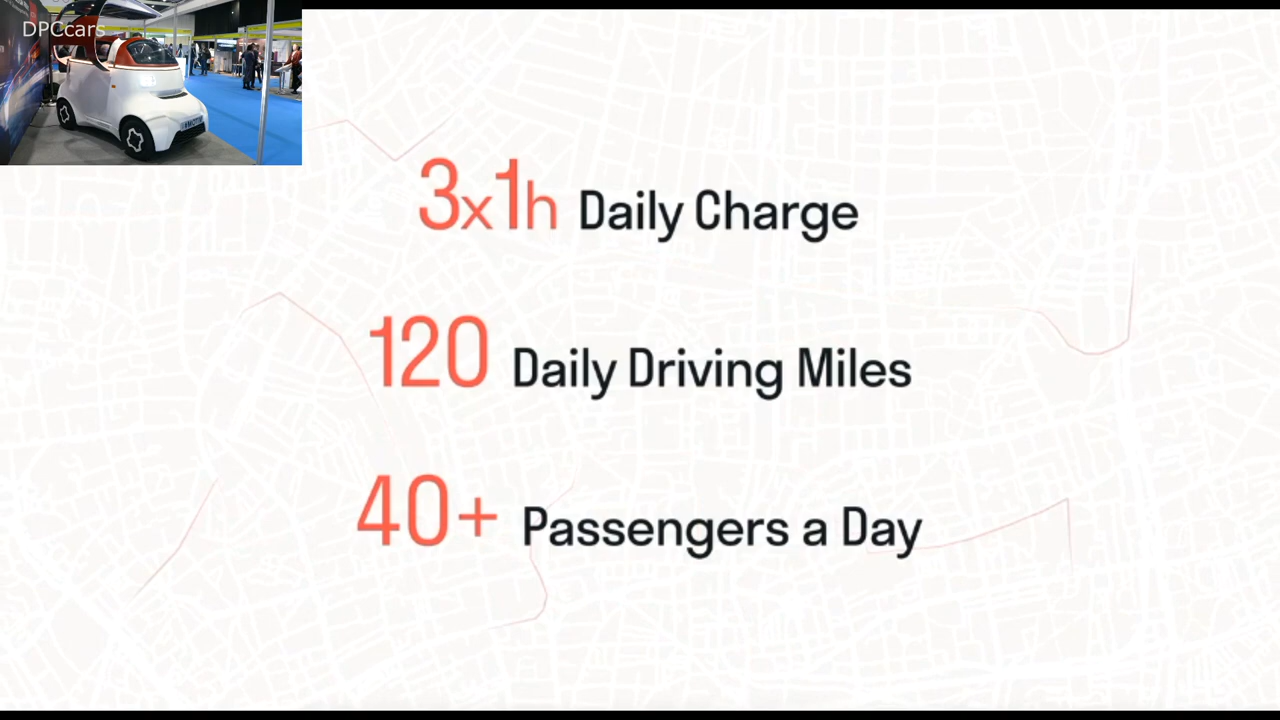 DPCcars
3x1h Daily Charge
120 Daily Driving Miles
40+ Passengers a Day